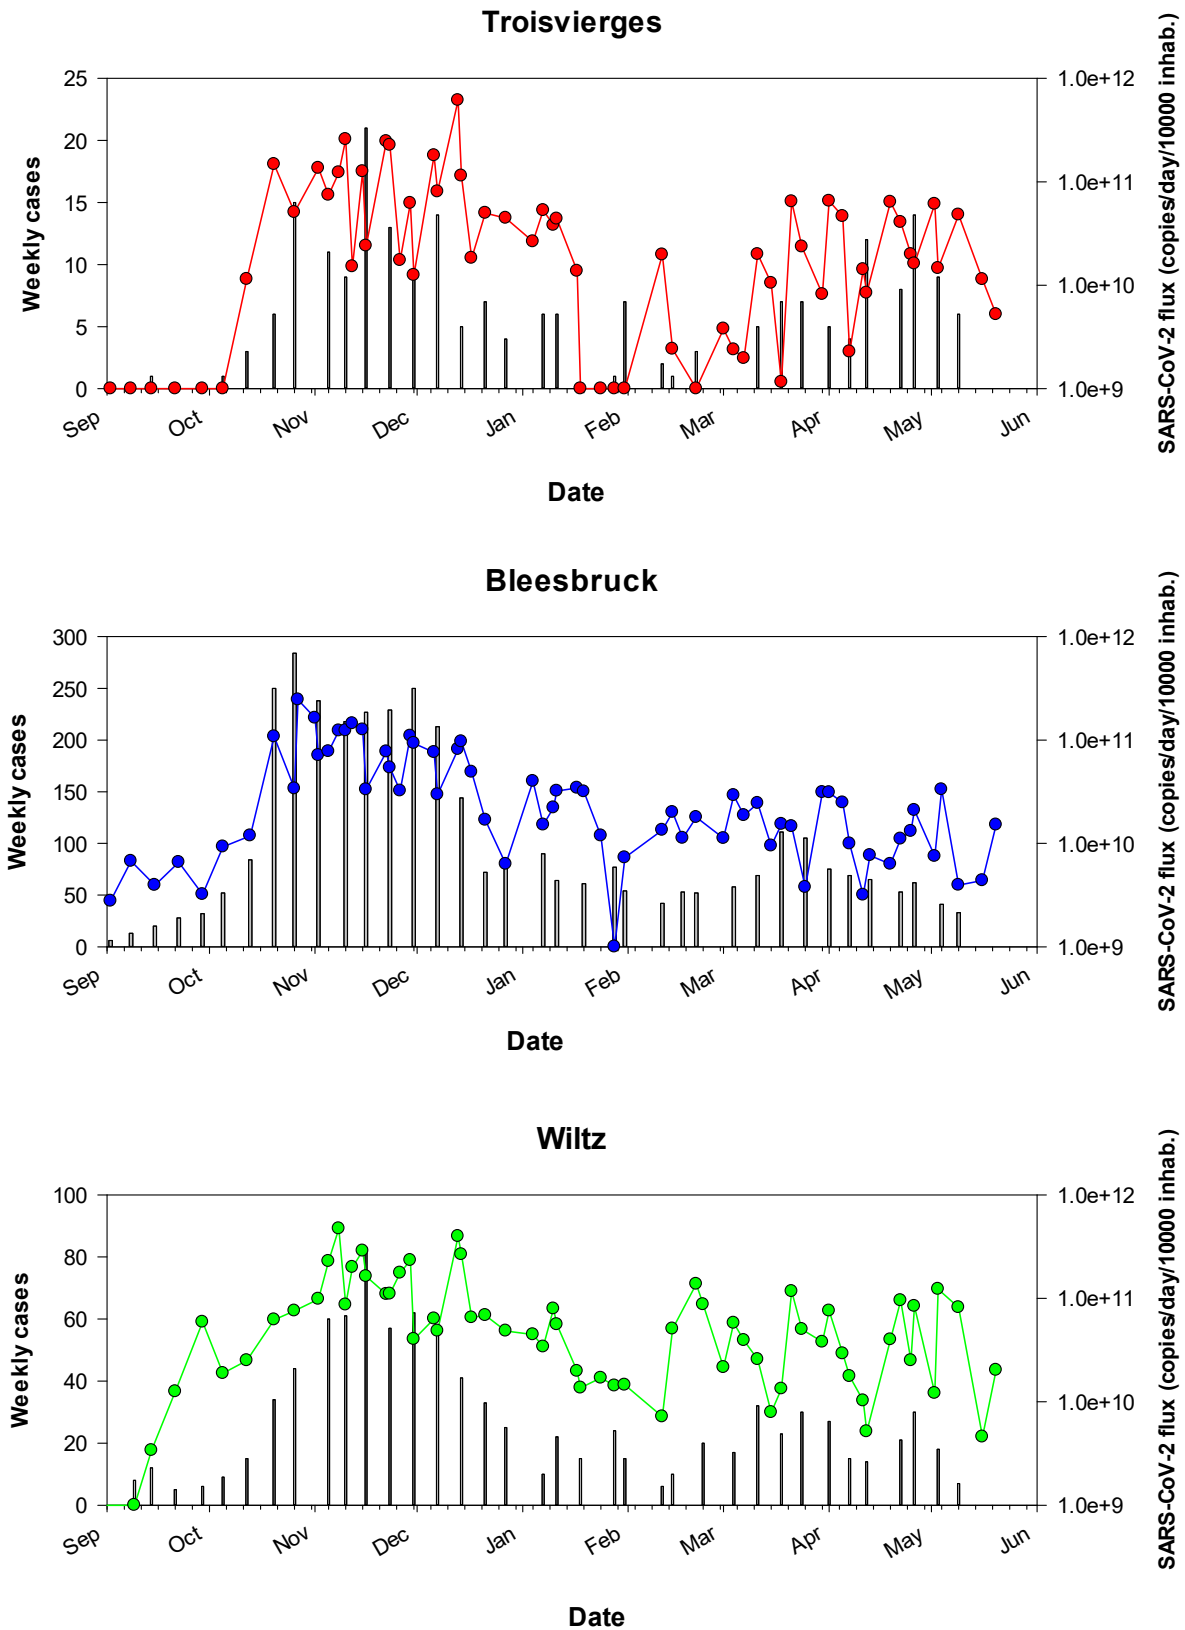 Troisvierges
25
20
15
10
5
0
Weekly cases
1.0e+12
1.0e+11
1.0e+10
1.0e+9
SARS-CoV-2 flux (copies/day/10000 inhab.)
Sep Oct Nov Dec Jan Feb Mar Apr May Jun
Date
Bleesbruck
300
250
200
150
100
50
0
Weekly cases
1.0e+12
1.0e+11
1.0e+10
1.0e+9
SARS-CoV-2 flux (copies/day/10000 inhab.)
Sep Oct Nov Dec Jan Feb Mar Apr May Jun
Date
Wiltz
100
80
60
40
20
0
Weekly cases
1.0e+12
1.0e+11
1.0e+10
1.0e+9
SARS-CoV-2 flux (copies/day/10000 inhab.)
Sep Oct Nov Dec Jan Feb Mar Apr May Jun
Date